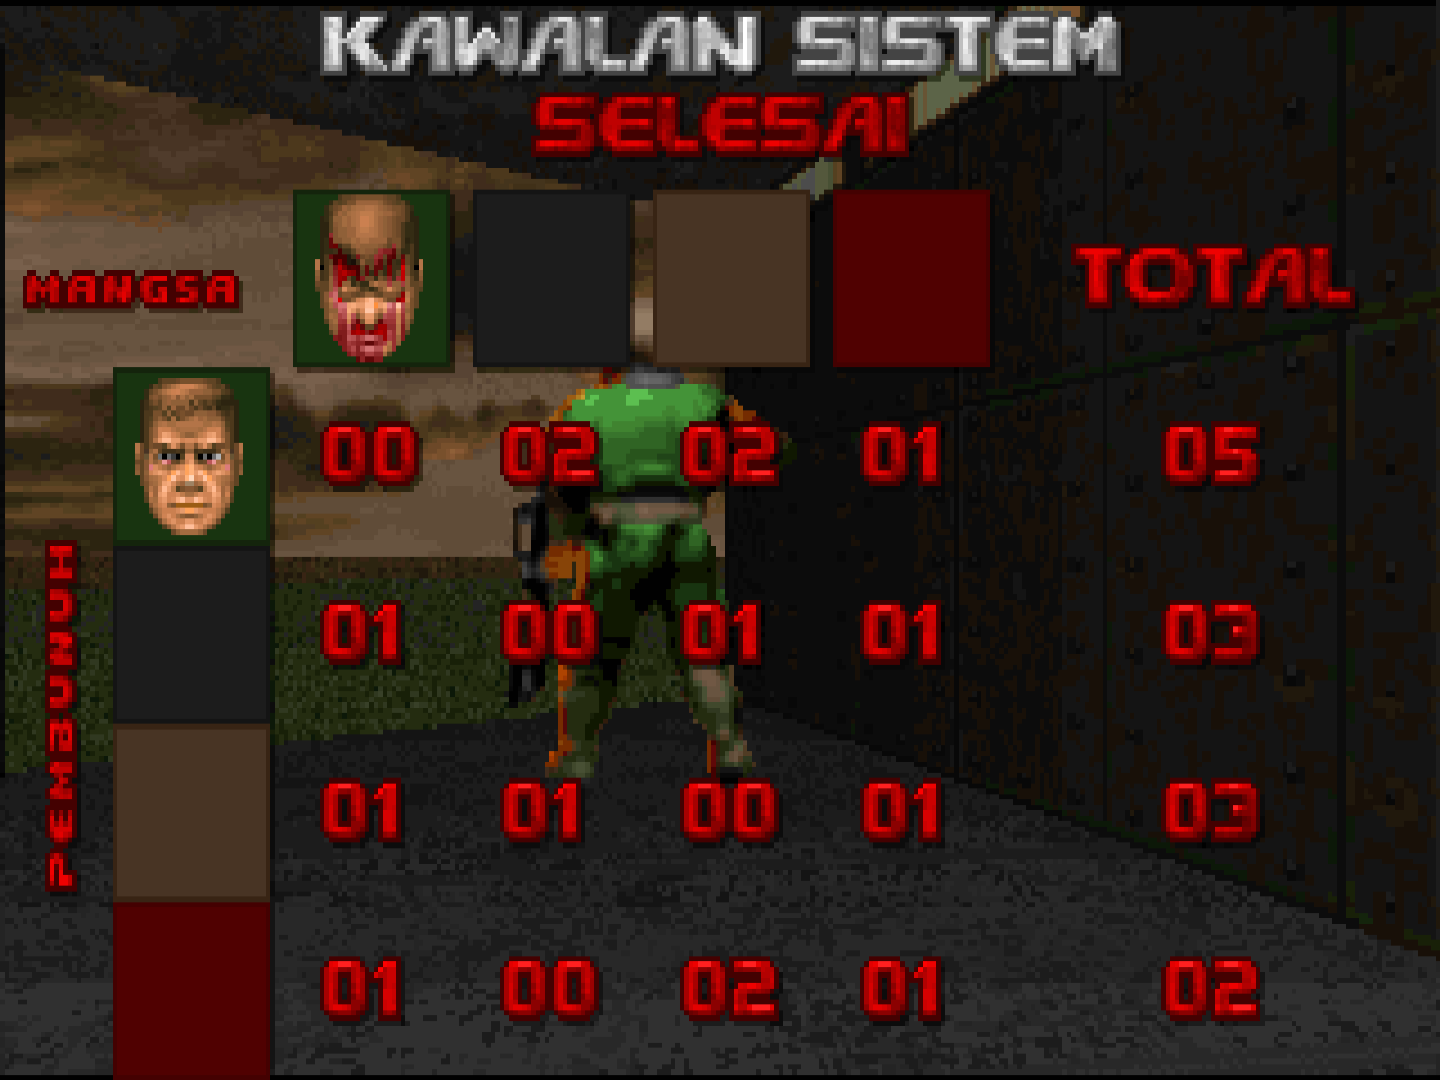 KAWALAN SISTEM
SELESAI
MANGSA TOTAL
00 02 02 01 05
PEMBUNUH
01 00 01 01 03
01 01 00 01 03
01 00 02 01 02